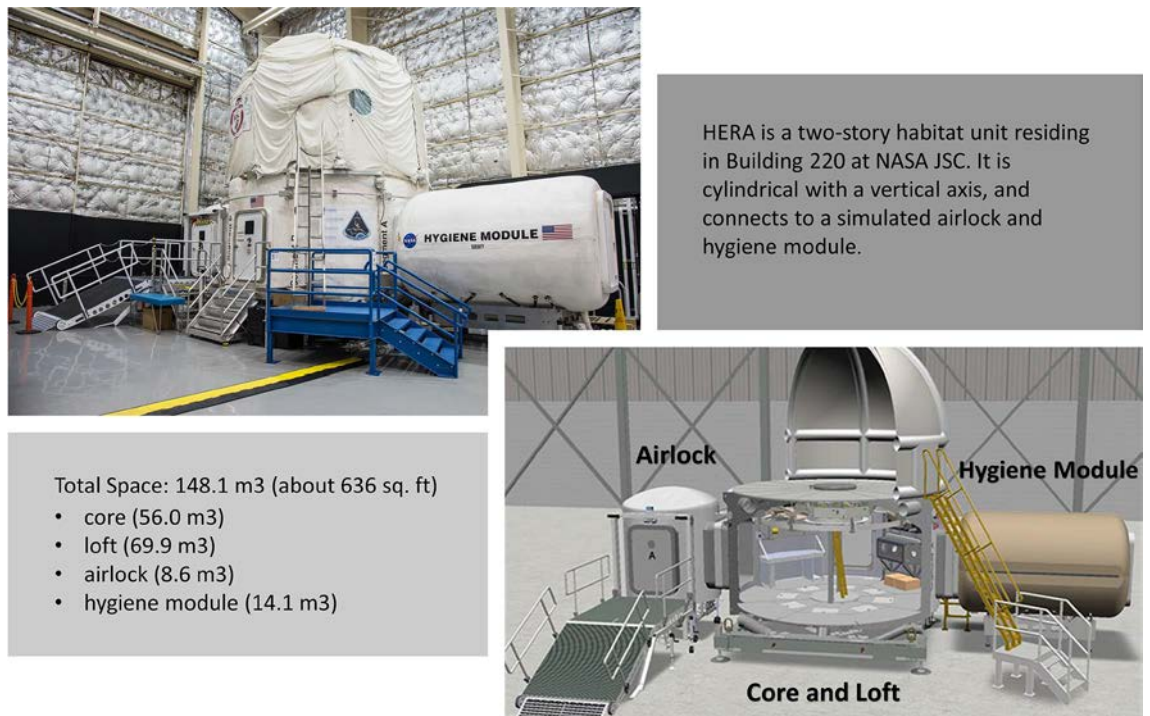 HERA is a two-story habitat unit residing
in Building 220 at NASA JSC. It is
cylindrical with a vertical axis, and
connects to a simulated airlock and
hygiene module.
HYGIENE MODULE
Total Space: 148.1 m3 (about 636 sq. ft)
• core (56.0 m3)
• loft (69.9 m3)
• airlock (8.6 m3)
• hygiene module (14.1 m3)
Airlock
Hygiene Module
A
Core and Loft